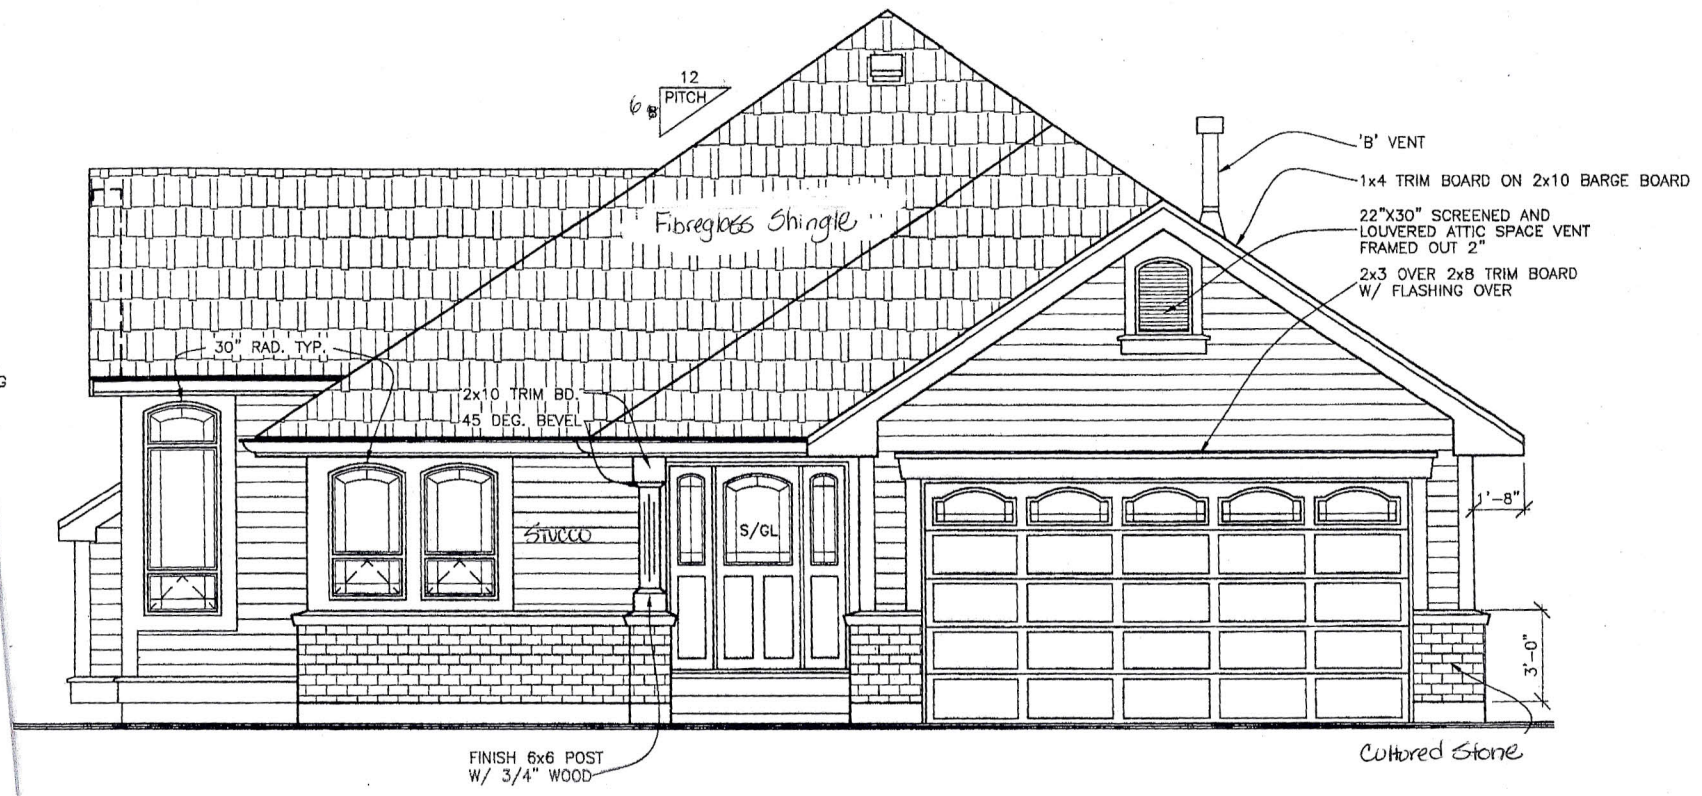 12
PITCH
6 8
'B' VENT
1x4 TRIM BOARD ON 2x10 BARGE BOARD
22"X30" SCREENED AND
LOUVERED ATTIC SPACE VENT
FRAMED OUT 2"
2x3 OVER 2x8 TRIM BOARD
W/ FLASHING OVER
Fibregloss Shingle
30" RAD. TYP.
G
2x10 TRIM BD.
45 DEG. BEVEL
STUCCO
S/GL
1'-8"
3'-0"
FINISH 6x6 POST
W/ 3/4" WOOD
Cultured Stone